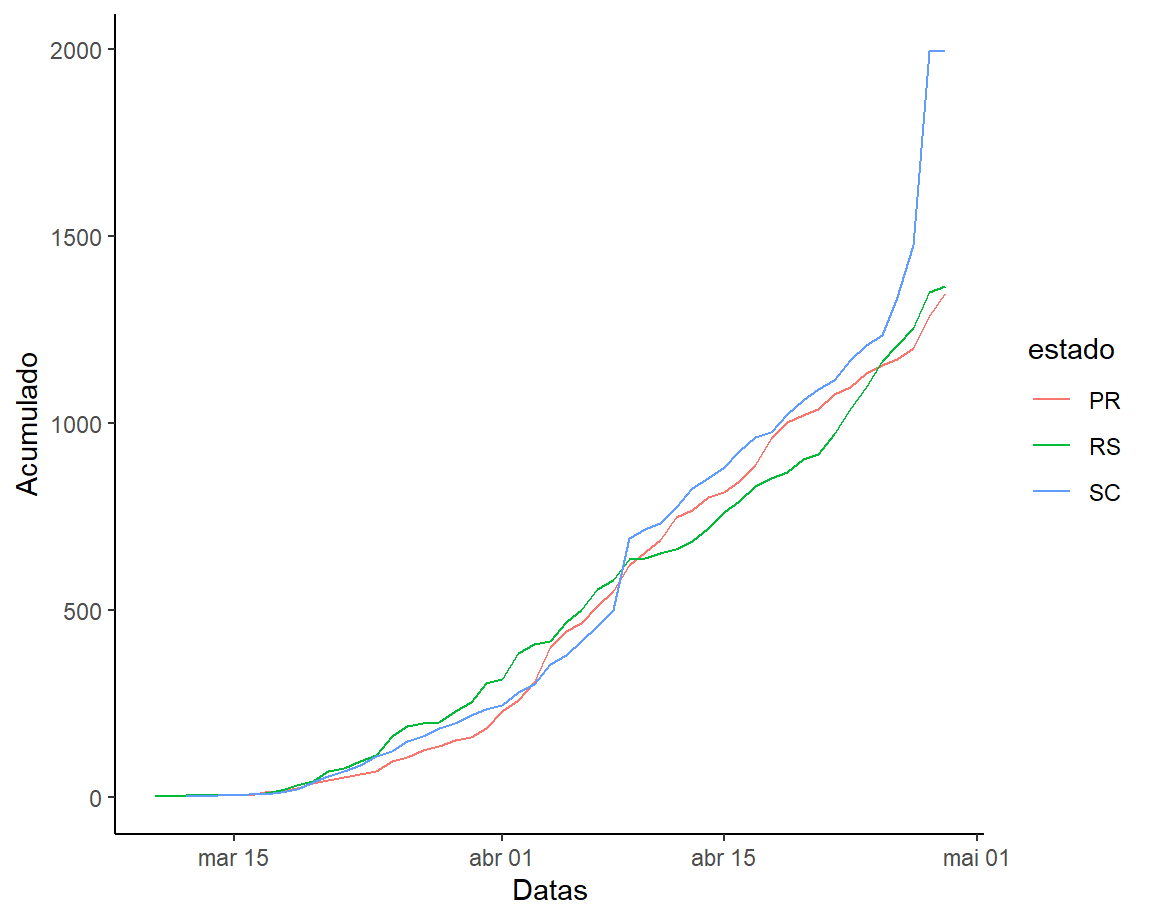 2000
1500
1000
500
0
Acumulado
mar 15
abr 01
abr 15
mai 01
Datas
estado
PR
RS
SC